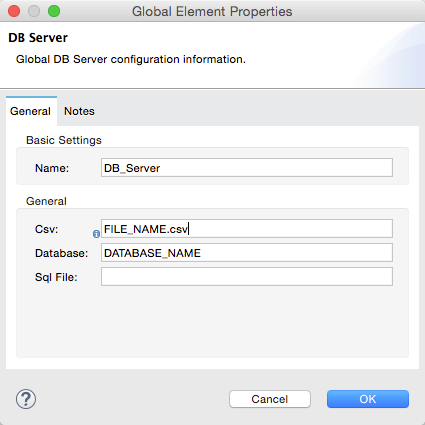 Global Element Properties
DB Server
Global DB Server configuration information.
General Notes
Basic Settings
Name: DB_Server
General
Csv: FILE_NAME.csv
Database: DATABASE_NAME
Sql File:
? Cancel OK